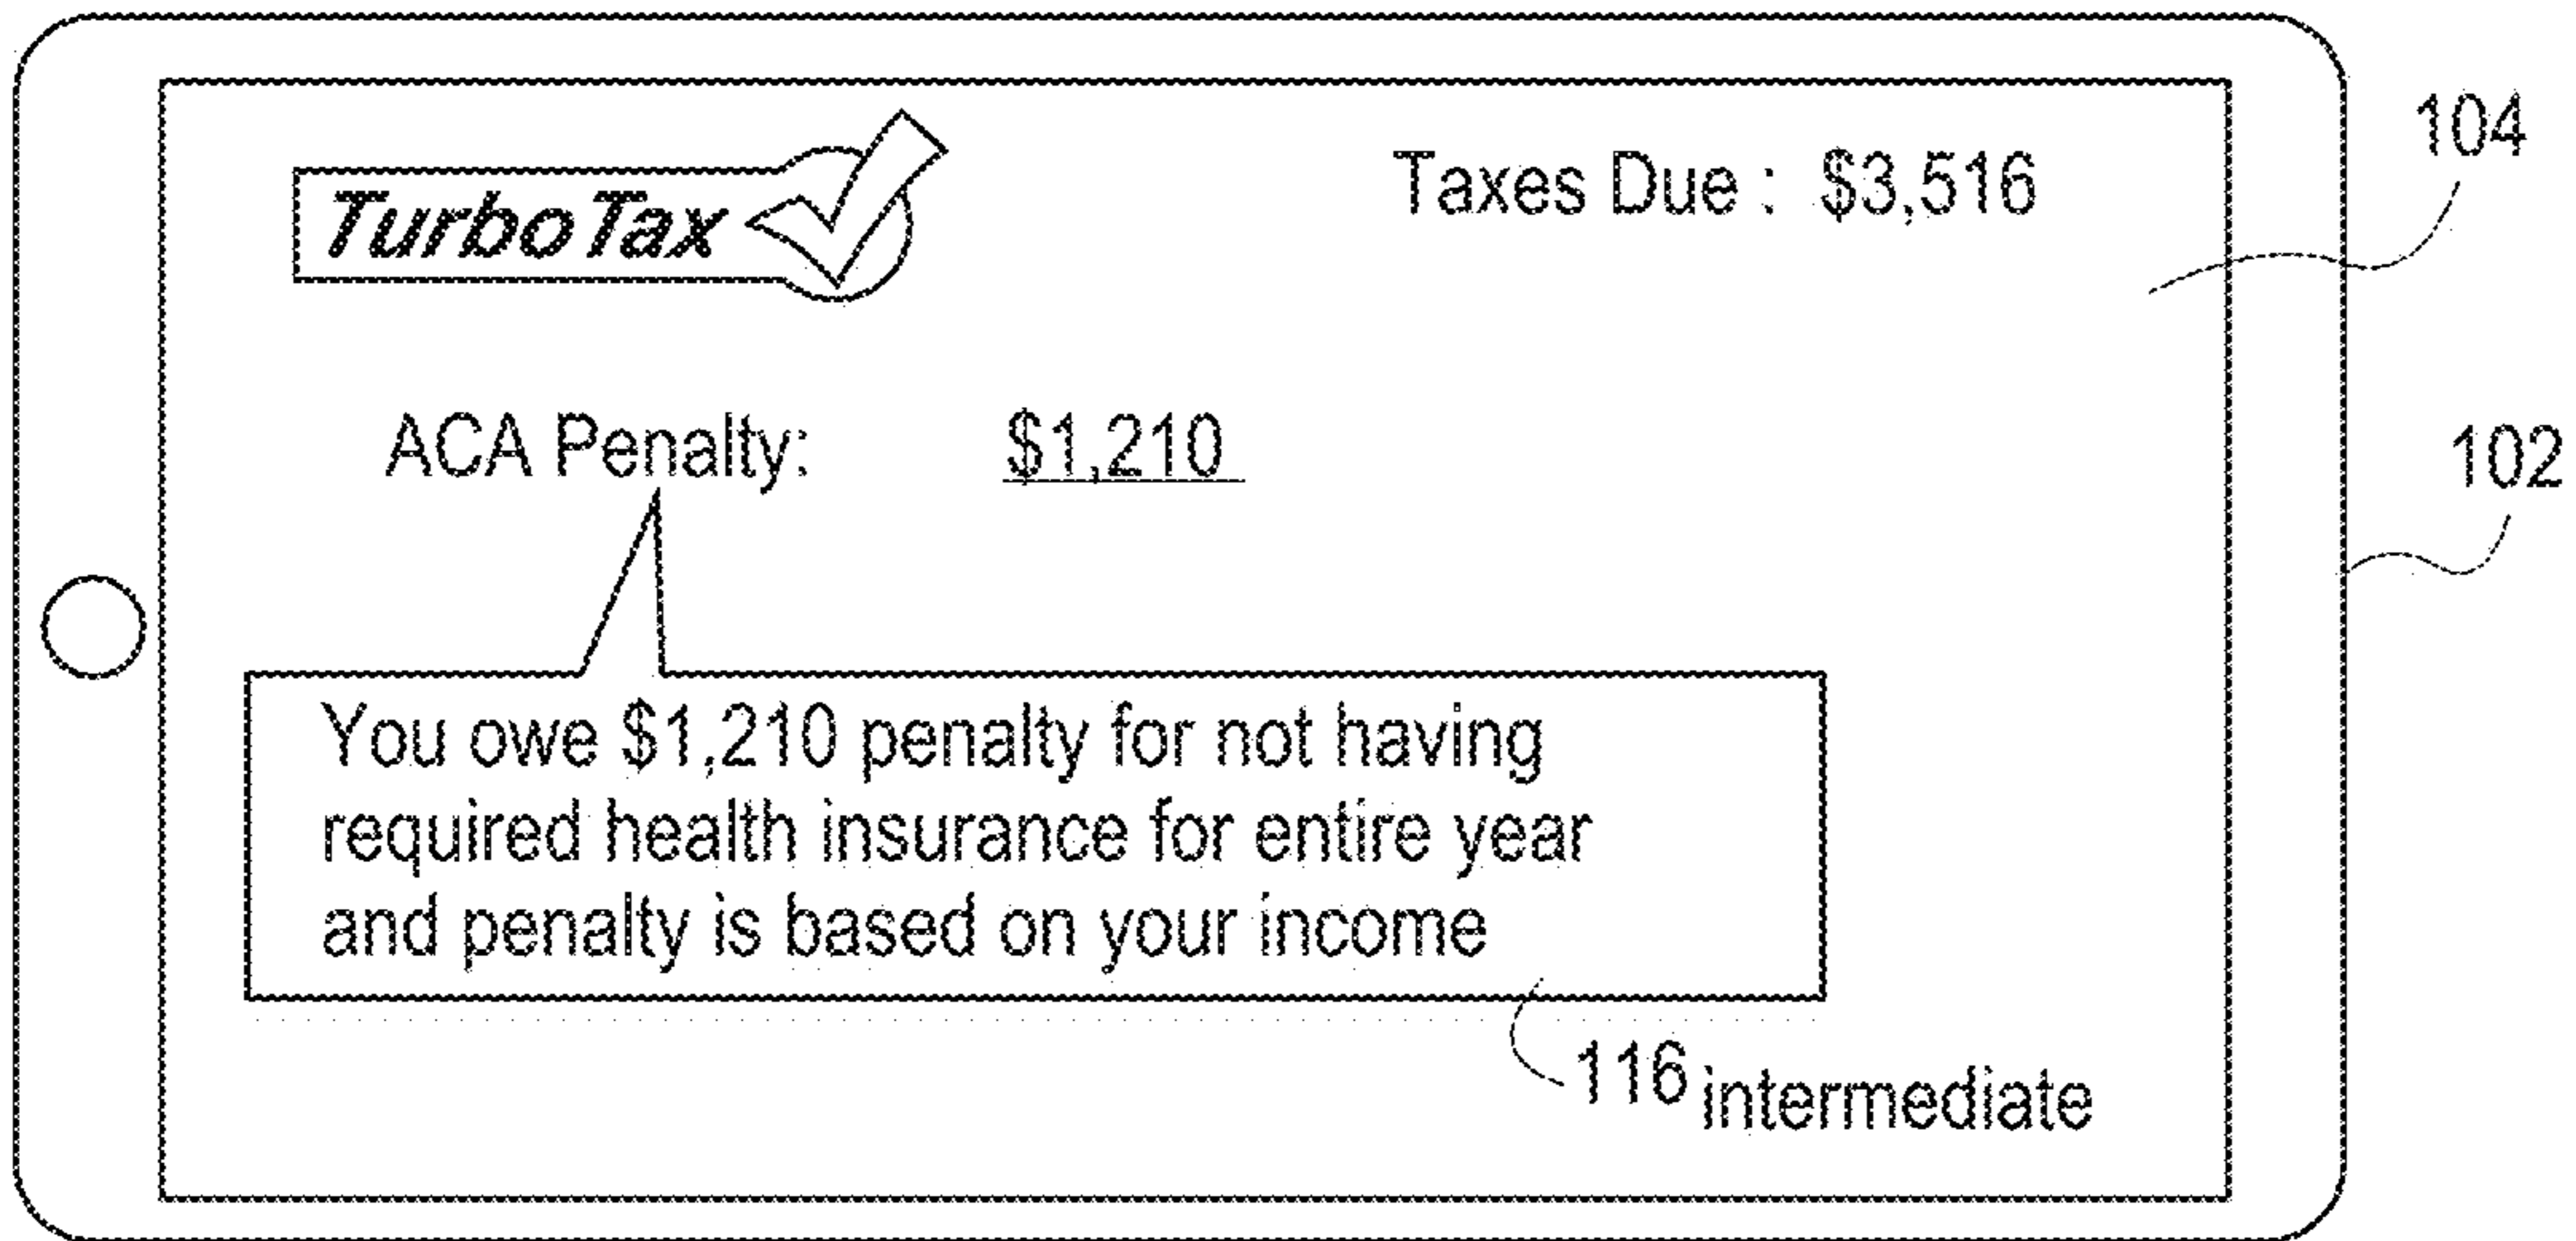 TurboTax
Taxes Due : $3,516
104
ACA Penalty: $1,210
102
You owe $1,210 penalty for not having
required health insurance for entire year
and penalty is based on your income
116 intermediate